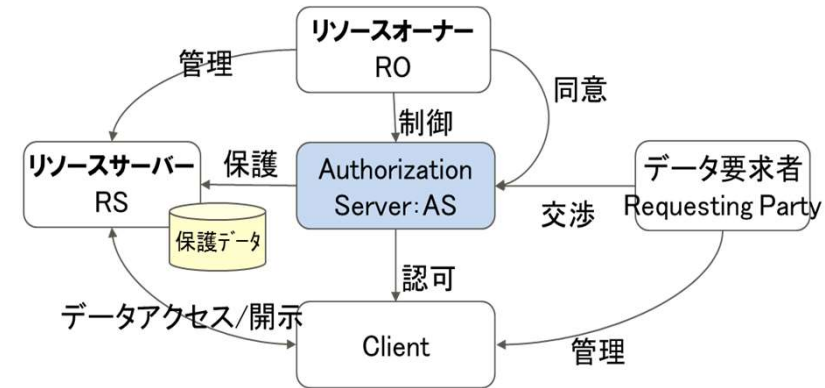 リソースオーナー
RO
管理
同意
制御
リソースサーバー
RS
保護
Authorization
Server:AS
データ要求者
Requesting Party
交渉
保護ﾃﾞｰﾀ
認可
データアクセス/開示
Client
管理